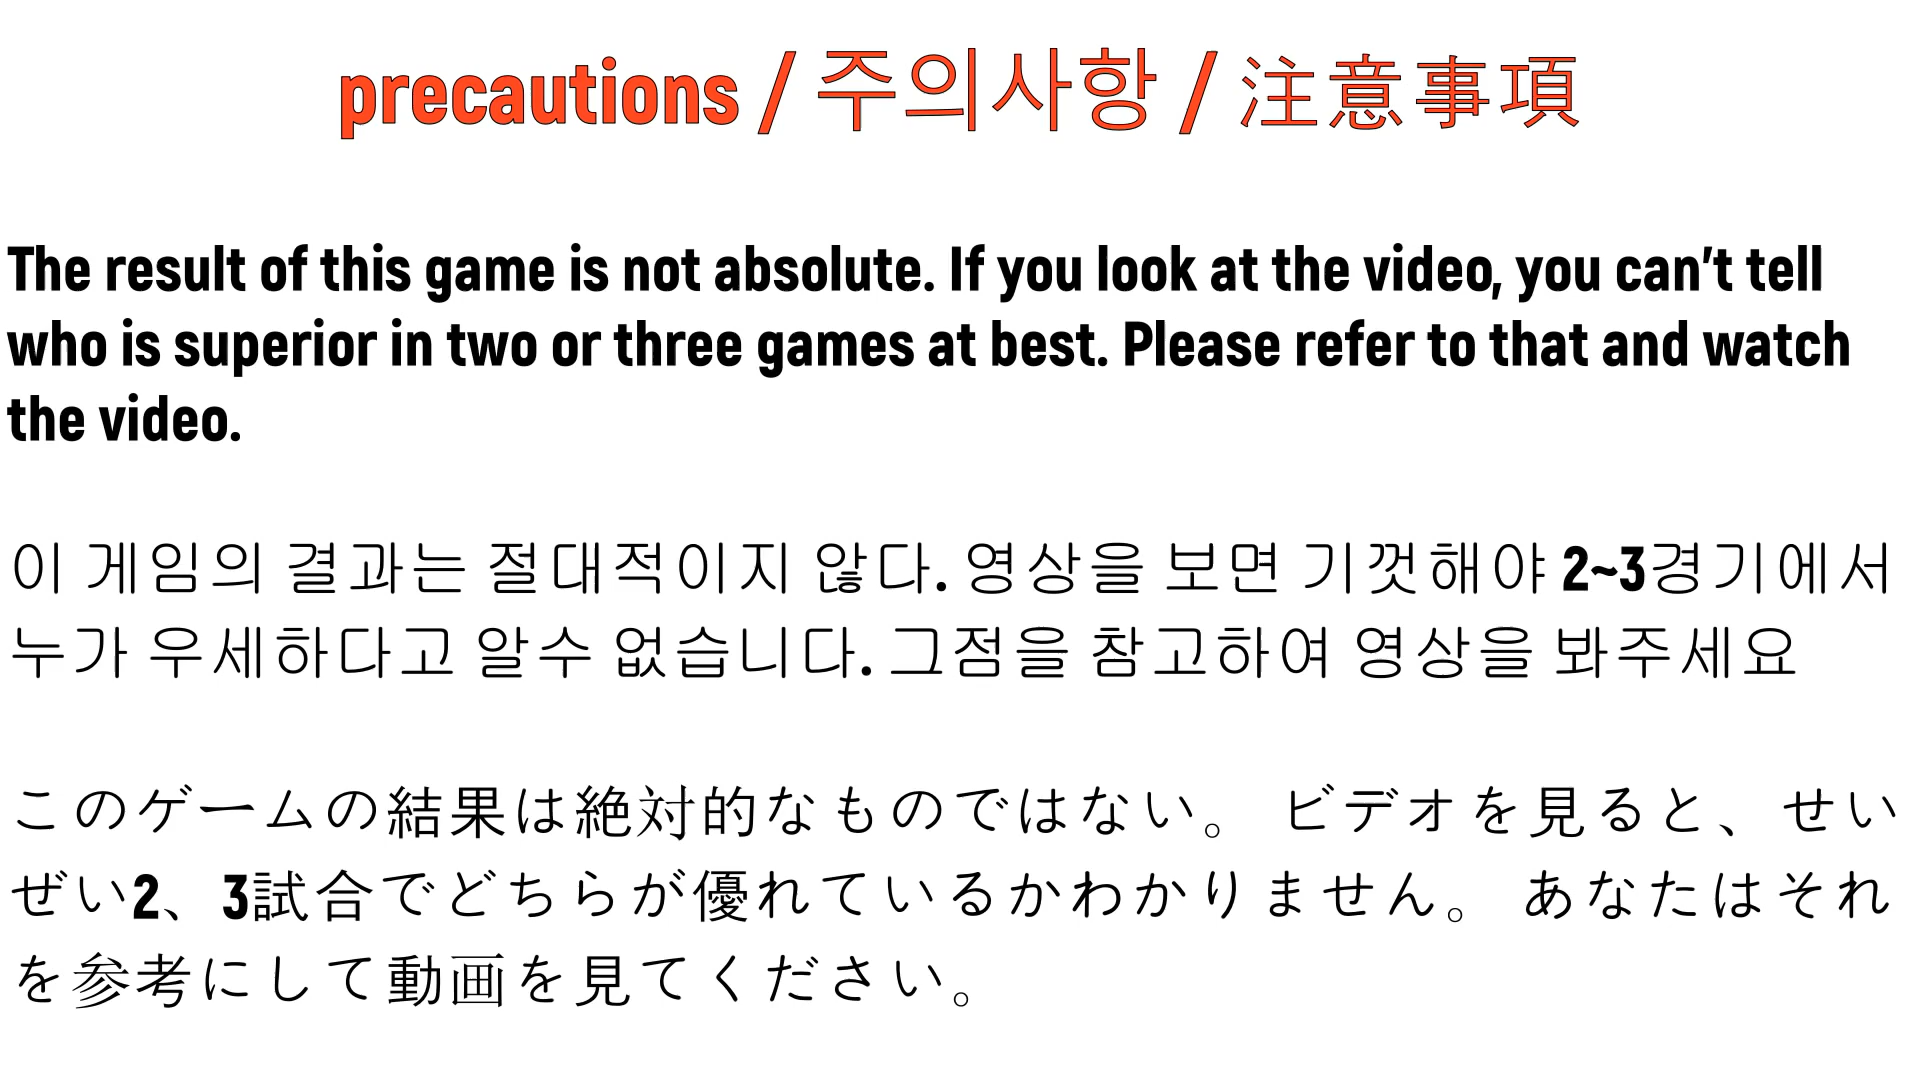 precautions / 주의사항 / 注意事項
The result of this game is not absolute. If you look at the video, you can't tell
who is superior in two or three games at best. Please refer to that and watch
the video.
이 게임의 결과는 절대적이지 않다. 영상을 보면 기껏해야 2~3경기에서
누가 우세하다고 알수 없습니다. 그점을 참고하여 영상을 봐주세요
このゲームの結果は絶対的なものではない。 ビデオを見ると、せい
ぜい2、3試合でどちらが優れているかわかりません。 あなたはそれ
を参考にして動画を見てください。